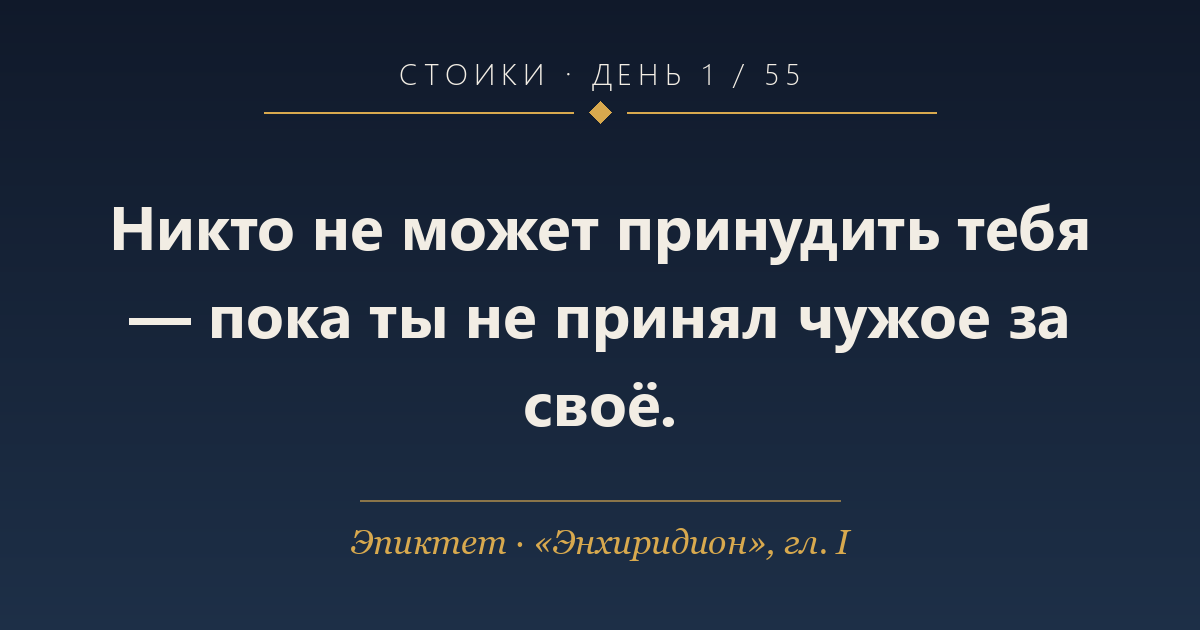 СТОИКИ · ДЕНЬ 1 / 55
Никто не может принудить тебя
— пока ты не принял чужое за
своё.
Эпиктет · «Энхиридион», гл. I